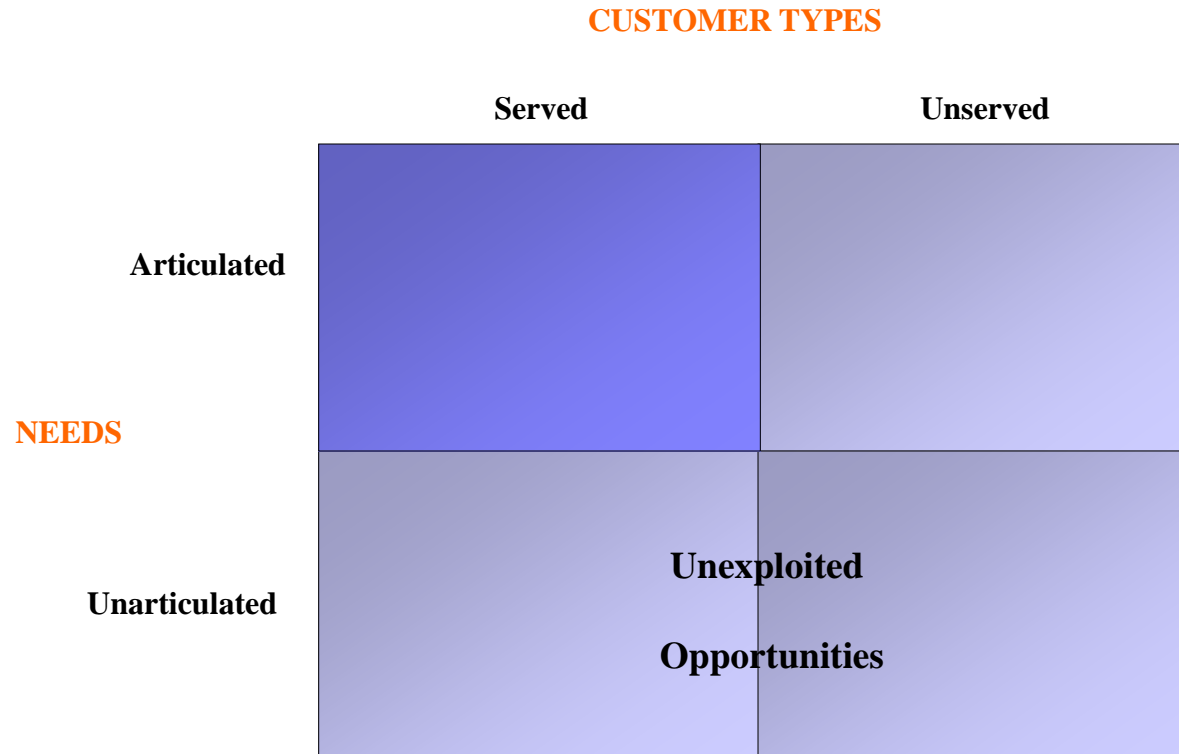 CUSTOMER TYPES
Served Unserved
Articulated
NEEDS
Unexploited
Unarticulated
Opportunities